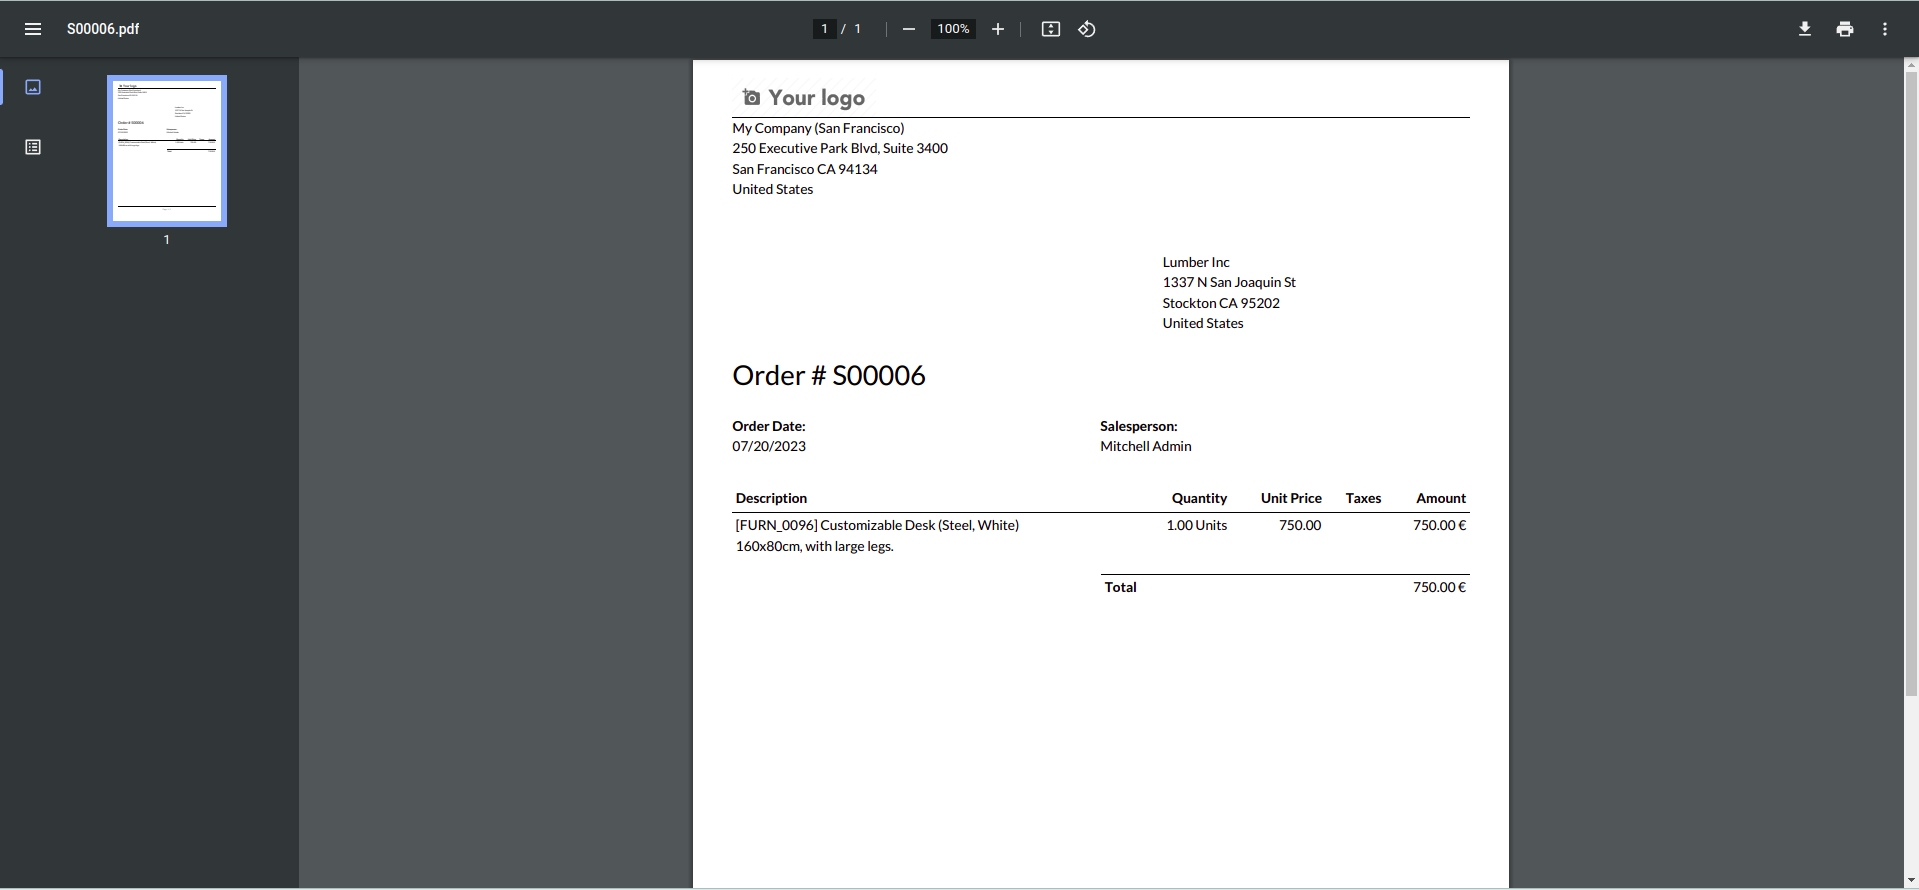 S00006.pdf
1 / 1
100%
1
Your logo
My Company (San Francisco)
250 Executive Park Blvd, Suite 3400
San Francisco CA 94134
United States
Lumber Inc
1337 N San Joaquin St
Stockton CA 95202
United States
Order # S00006
Order Date: Salesperson:
07/20/2023 Mitchell Admin
Description Quantity Unit Price Taxes Amount
[FURN_0096] Customizable Desk (Steel, White) 1.00 Units 750.00 750.00 €
160x80cm, with large legs.
Total 750.00 €